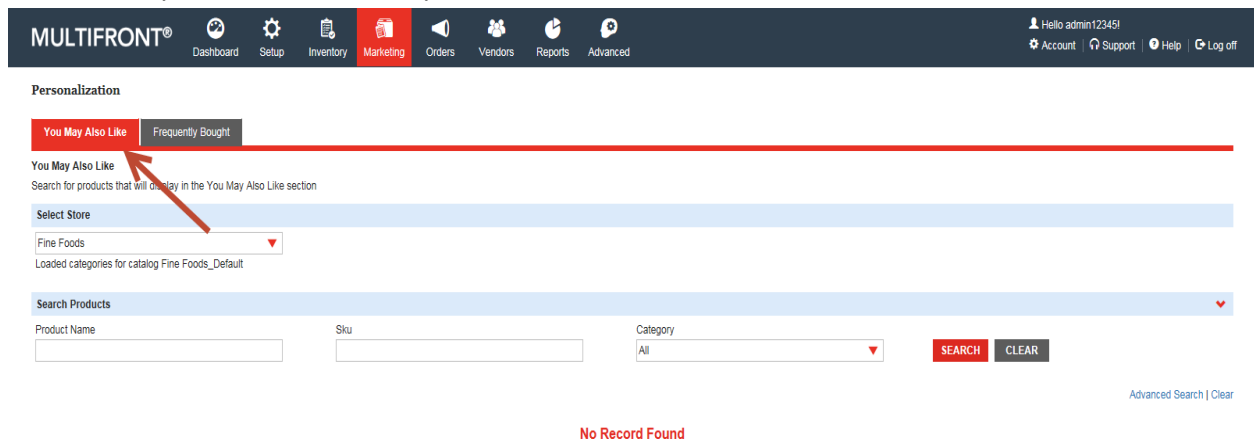 MULTIFRONT® Dashboard Setup Inventory Marketing Orders Vendors Reports Advanced
Hello admin12345!
Account | Support | Help | Log off
Personalization
You May Also Like Frequently Bought
You May Also Like
Search for products that will display in the You May Also Like section
Select Store
Fine Foods
Loaded categories for catalog Fine Foods_Default
Search Products
Product Name Sku Category
All SEARCH CLEAR
Advanced Search | Clear
No Record Found